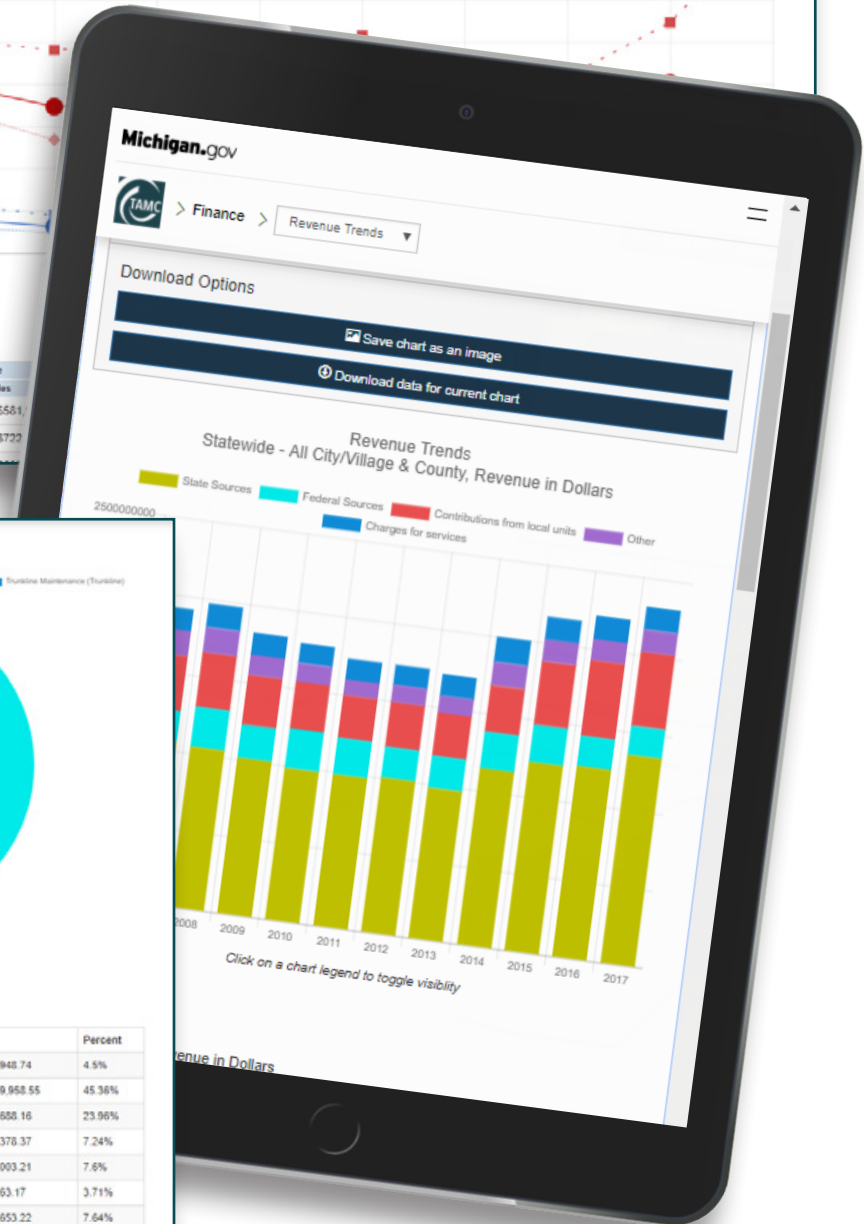 Michigan.gov
TAMC
Finance
Revenue Trends
Download Options
Save chart as an image
Download data for current chart
Revenue Trends
Statewide - All City/Village & County, Revenue in Dollars
State Sources Federal Sources Contributions from local units Other
Charges for services
2500000000
2008 2009 2010 2011 2012 2013 2014 2015 2016 2017
Click on a chart legend to toggle visiblity
enue in Dollars
$581,
$722
Trunkline Maintenance (Trunkline)
Percent
948.74 4.5%
9,958.55 45.36%
688.16 23.96%
378.37 7.24%
003.21 7.6%
63.17 3.71%
653.22 7.64%